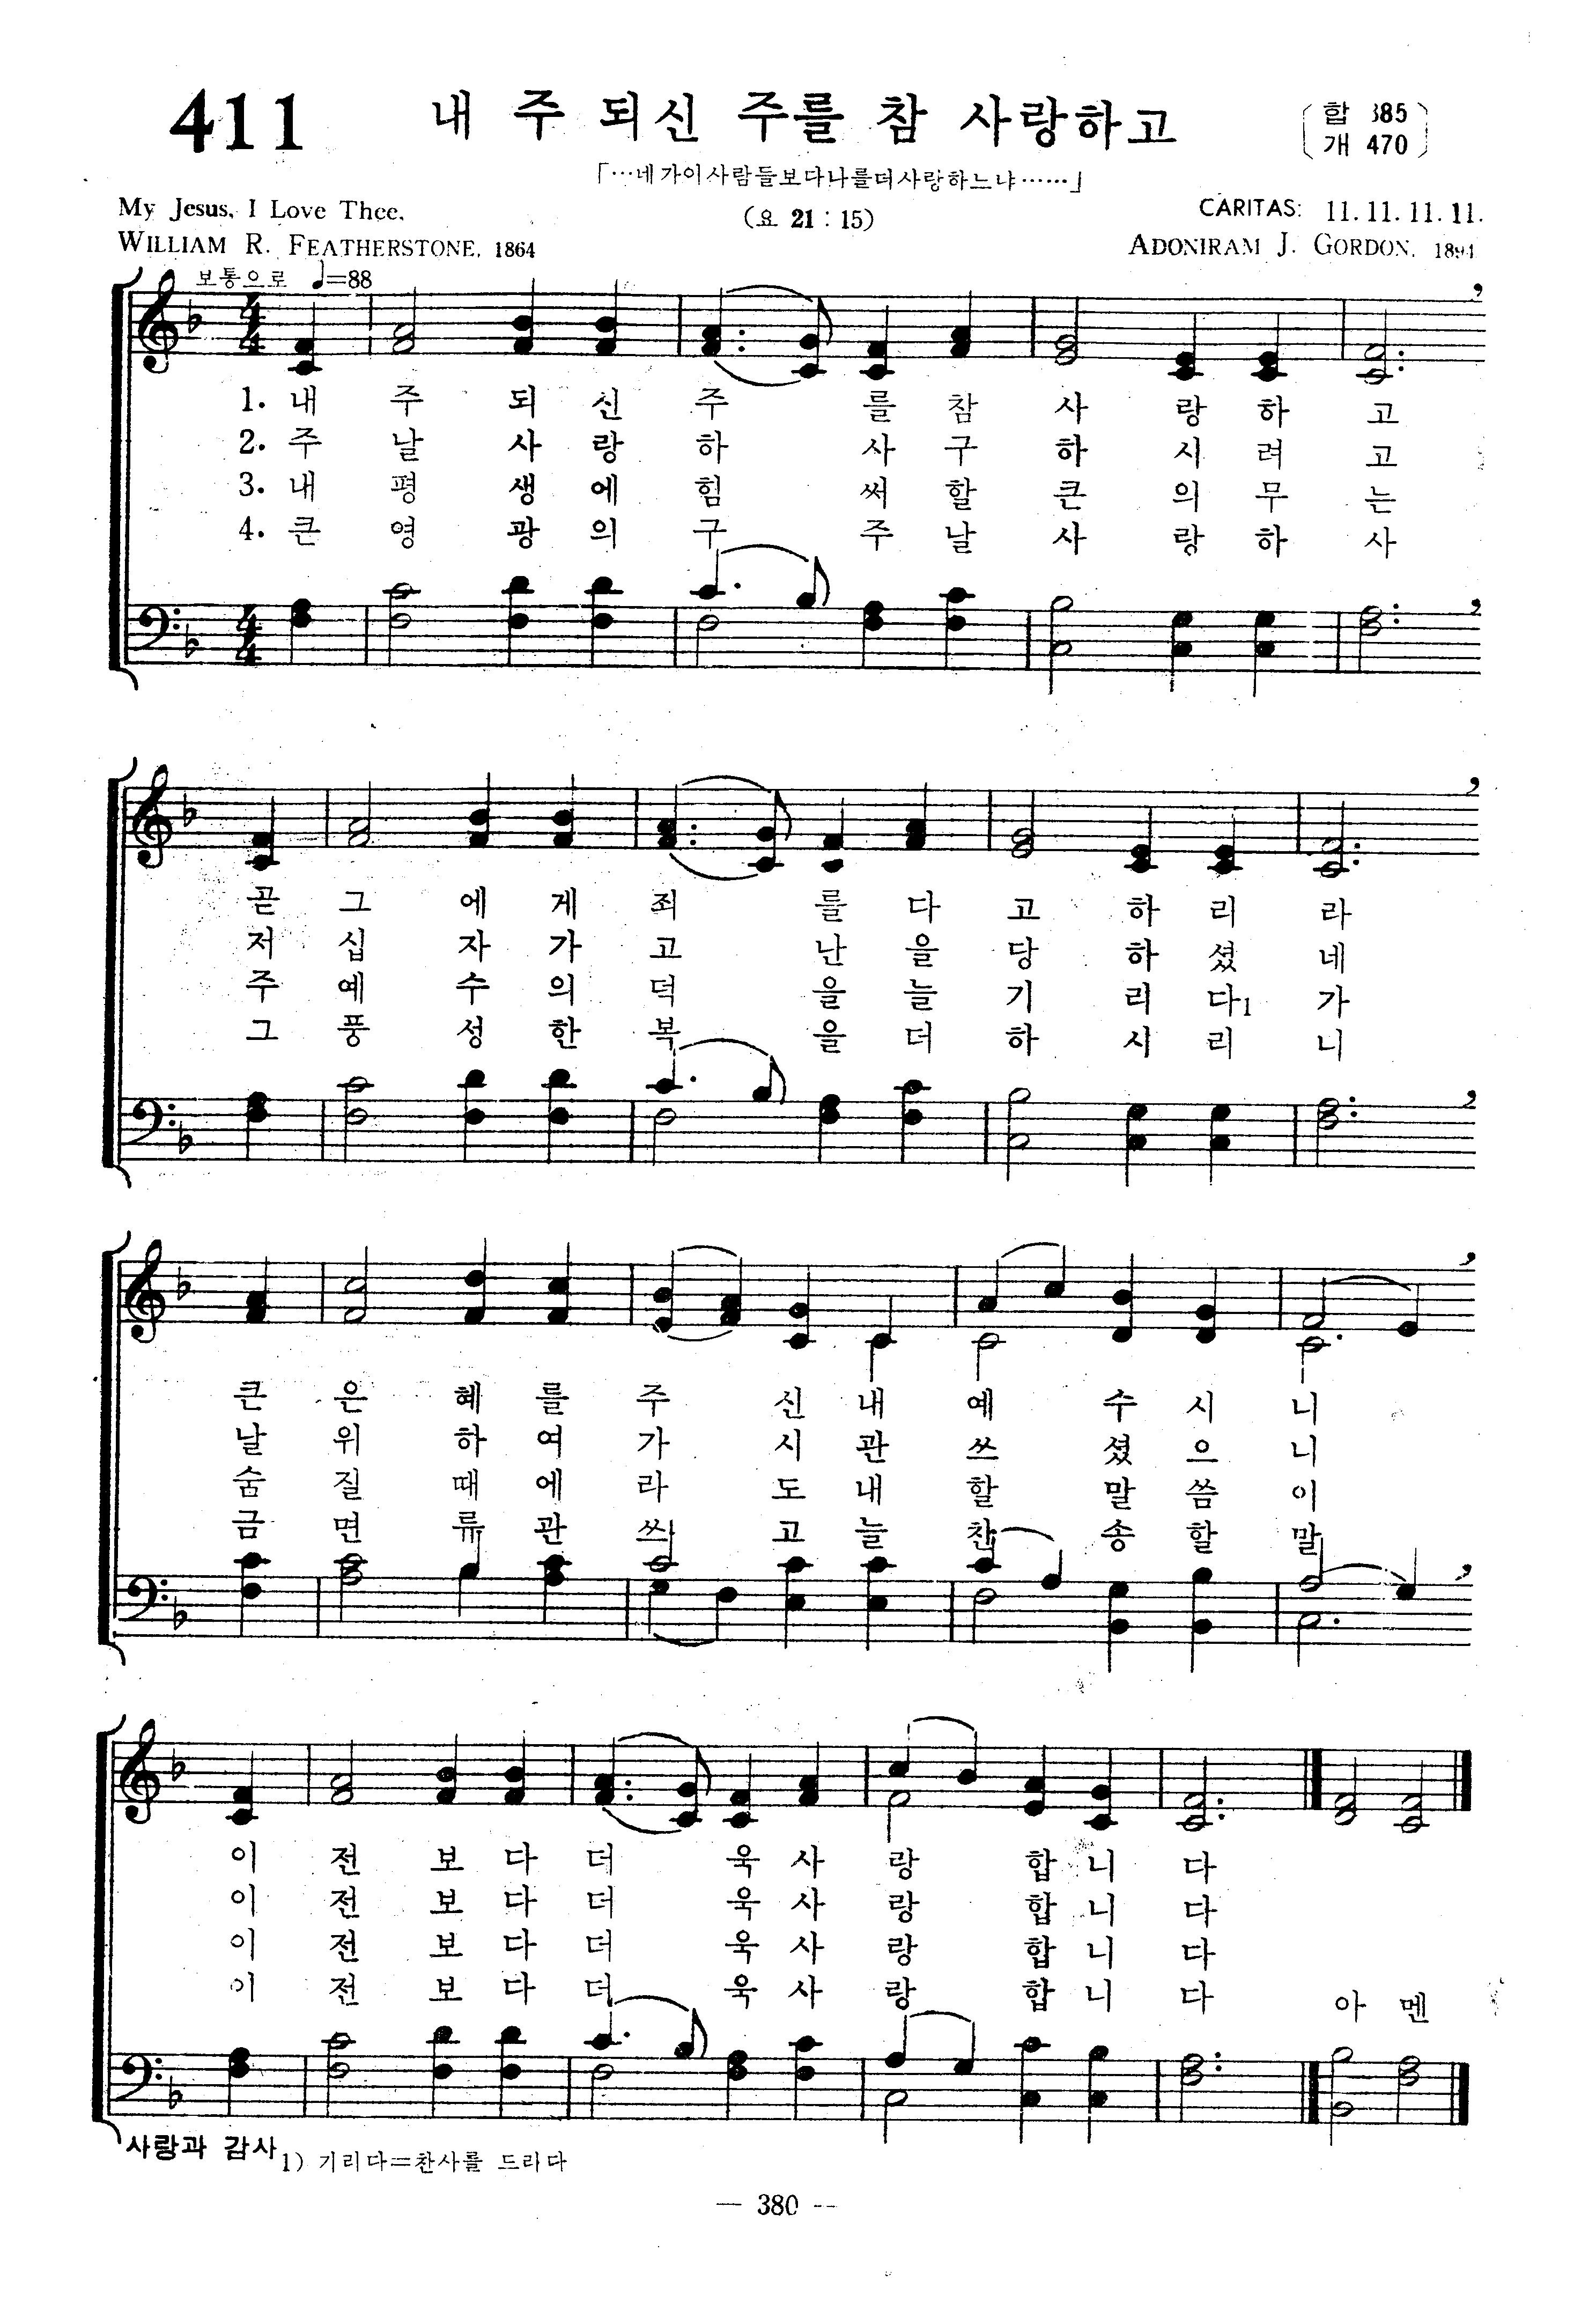 411 내 주 되신 주를 참 사랑하고
합 385
개 470
「…네가이사람들보다나를더사랑하느냐……」
My Jesus, I Love Thee.
(요 21 : 15)
CARITAS: 11. 11. 11. 11.
WILLIAM R. FEATHERSTONE, 1864
ADONIRAM J. GORDON. 1894
보통으로 ♩=88
4 4
1. 내 주 되 신 주 를 참 사 랑 하 고
2. 주 날 사 랑 하 사 구 하 시 려 고
3. 내 평 생 에 힘 써 할 큰 의 무 는
4. 큰 영 광 의 구 주 날 사 랑 하 사
4 4
곧 그 에 게 죄 를 다 고 하 리 라
저 십 자 가 고 난 을 당 하 셨 네
주 예 수 의 덕 을 늘 기 리 다1 가
그 풍 성 한 복 을 더 하 시 리 니
큰 은 혜 를 주 신 내 예 수 시 니
날 위 하 여 가 시 관 쓰 셨 으 니
숨 질 때 에 라 도 내 할 말 씀 이
금 면 류 관 쓰 고 늘 찬 송 할 말
이 전 보 다 더 욱 사 랑 합 니 다
이 전 보 다 더 욱 사 랑 합 니 다
이 전 보 다 더 욱 사 랑 합 니 다
이 전 보 다 더 욱 사 랑 합 니 다 아 멘
사랑과 감사 1) 기리다=찬사를 드리다
— 380 --